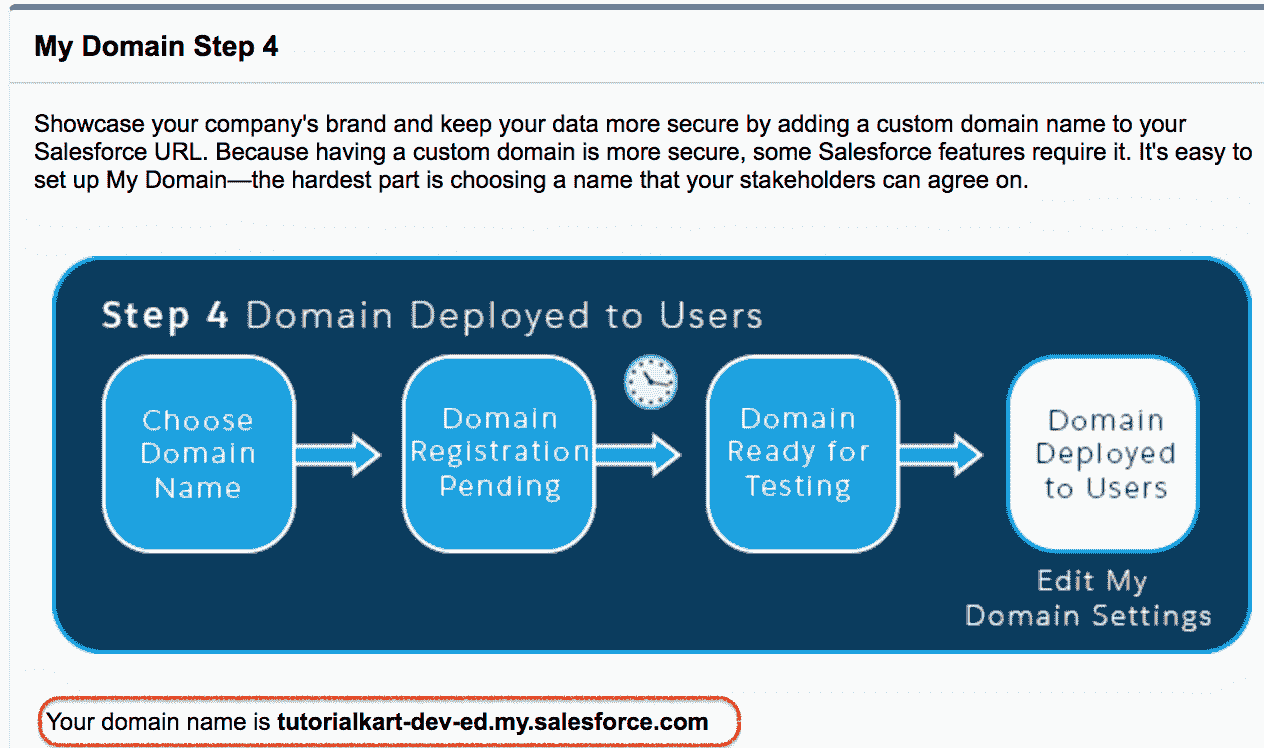 My Domain Step 4
Showcase your company's brand and keep your data more secure by adding a custom domain name to your
Salesforce URL. Because having a custom domain is more secure, some Salesforce features require it. It's easy to
set up My Domain—the hardest part is choosing a name that your stakeholders can agree on.
Step 4 Domain Deployed to Users
Choose
Domain
Name
Domain
Registration
Pending
Domain
Ready for
Testing
Domain
Deployed
to Users
Edit My
Domain Settings
Your domain name is tutorialkart-dev-ed.my.salesforce.com